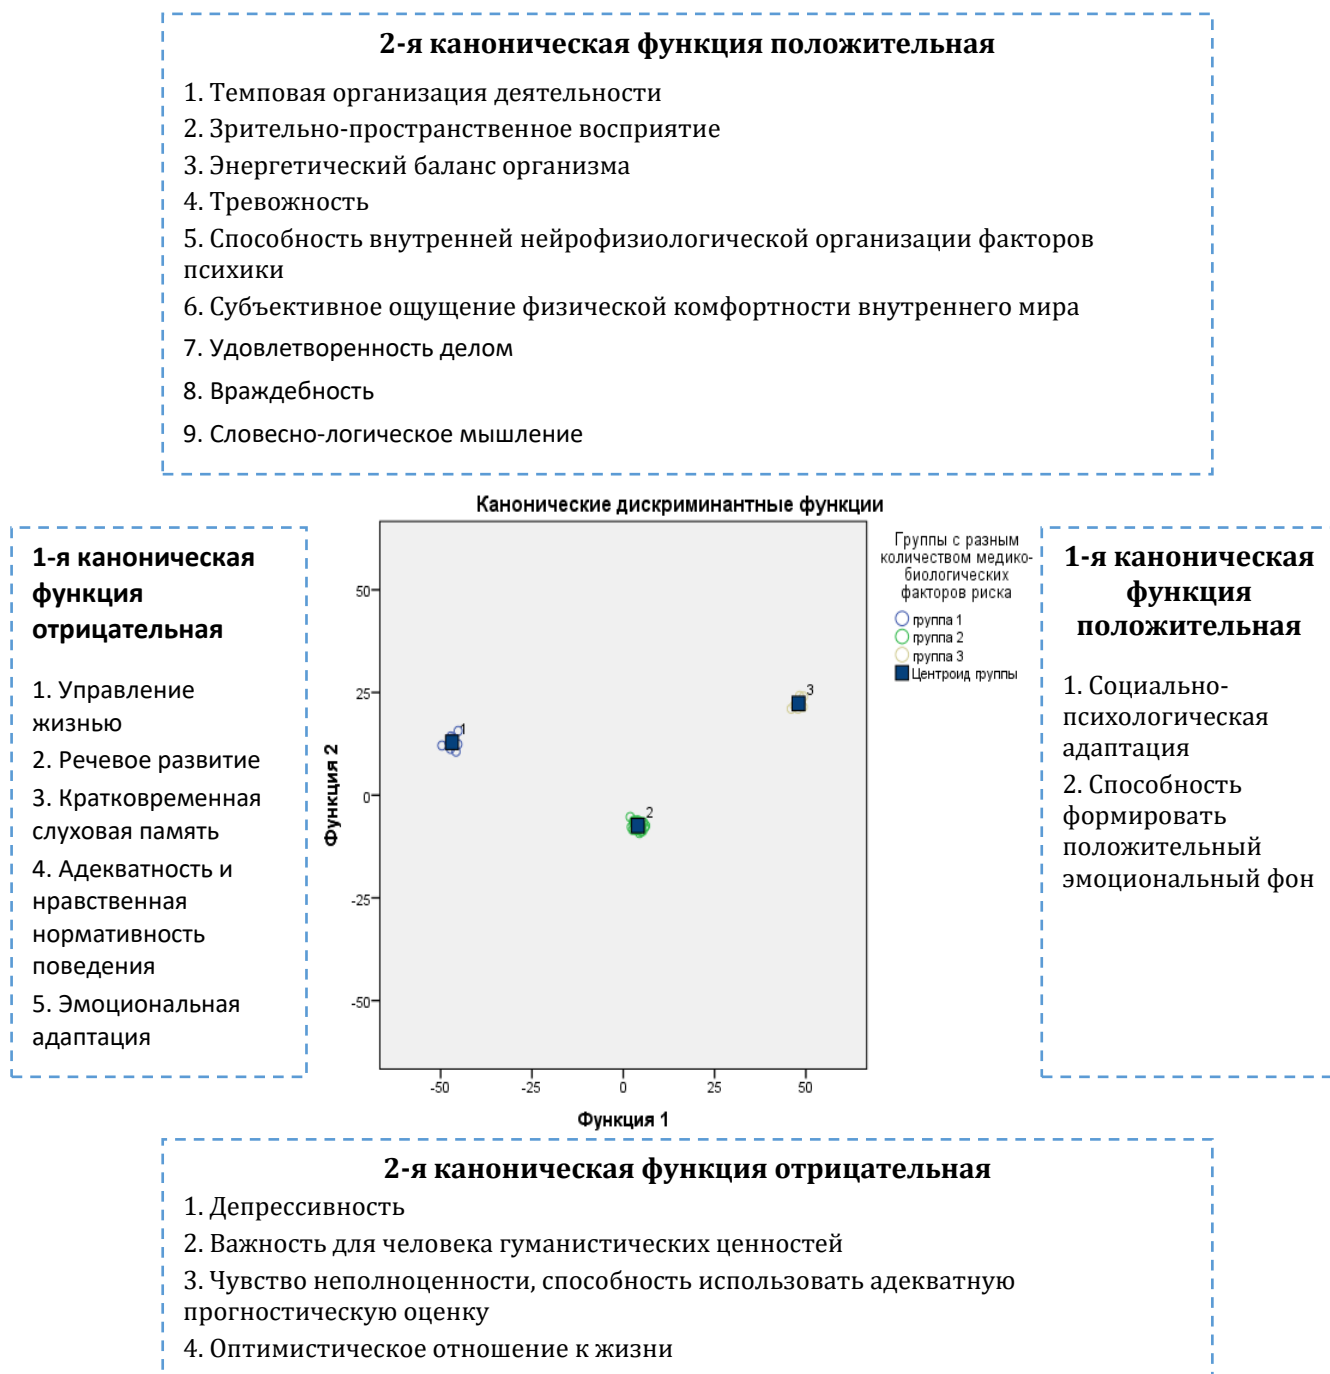 2-я каноническая функция положительная
1. Темповая организация деятельности
2. Зрительно-пространственное восприятие
3. Энергетический баланс организма
4. Тревожность
5. Способность внутренней нейрофизиологической организации факторов
психики
6. Субъективное ощущение физической комфортности внутреннего мира
7. Удовлетворенность делом
8. Враждебность
9. Словесно-логическое мышление
1-я каноническая
функция
отрицательная
1. Управление
жизнью
2. Речевое развитие
3. Кратковременная
слуховая память
4. Адекватность и
нравственная
нормативность
поведения
5. Эмоциональная
адаптация
Канонические дискриминантные функции
Функция 2
50
25
0
-25
-50
1
2
3
-50
-25
0
25
50
Функция 1
Группы с разным
количеством медико-
биологических
факторов риска
группа 1
группа 2
группа 3
Центроид группы
1-я каноническая
функция
положительная
1. Социально-
психологическая
адаптация
2. Способность
формировать
положительный
эмоциональный фон
2-я каноническая функция отрицательная
1. Депрессивность
2. Важность для человека гуманистических ценностей
3. Чувство неполноценности, способность использовать адекватную
прогностическую оценку
4. Оптимистическое отношение к жизни